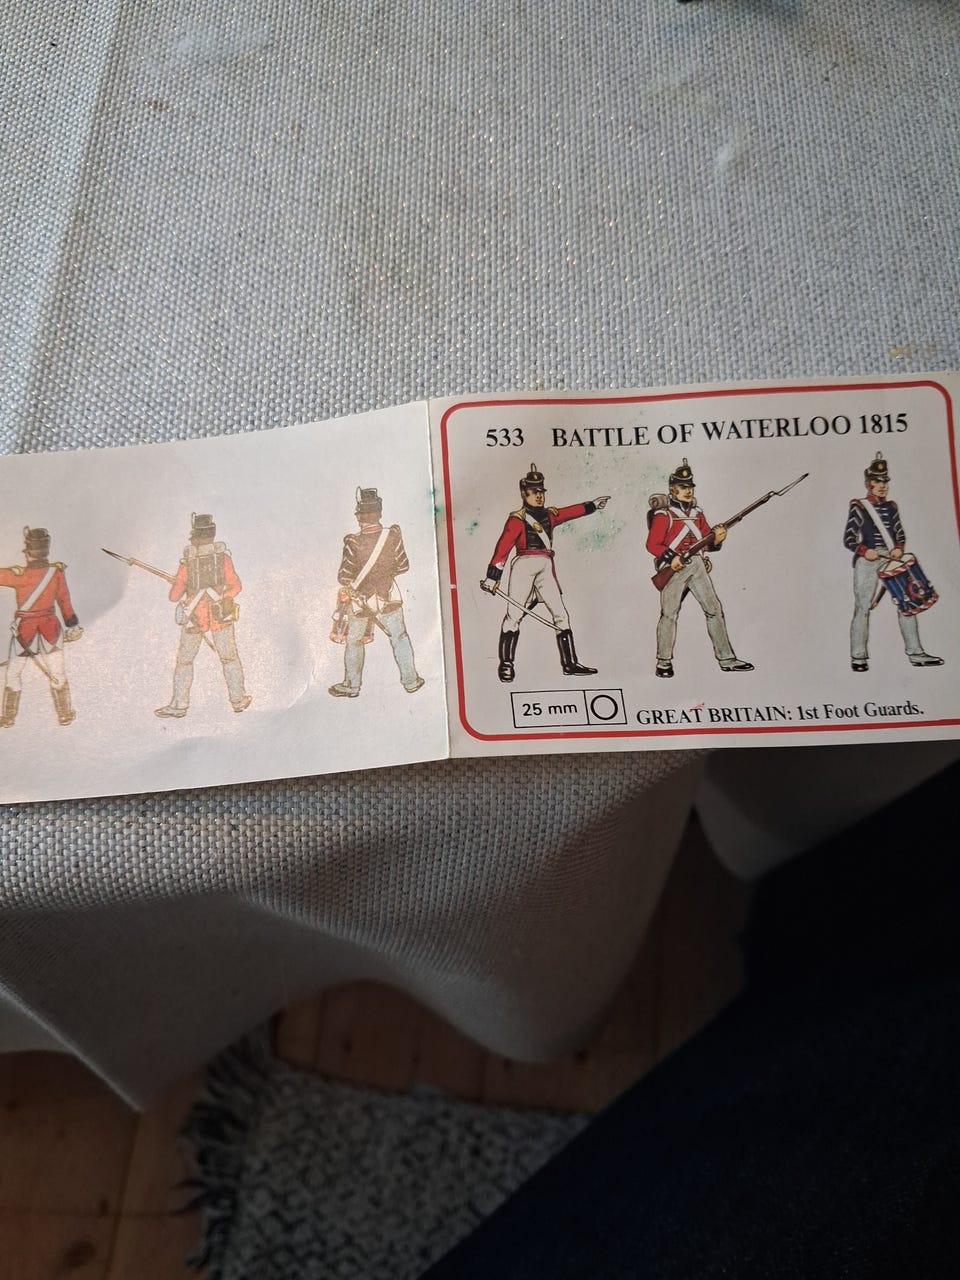 533 BATTLE OF WATERLOO 1815
25 mm
GREAT BRITAIN: 1st Foot Guards.